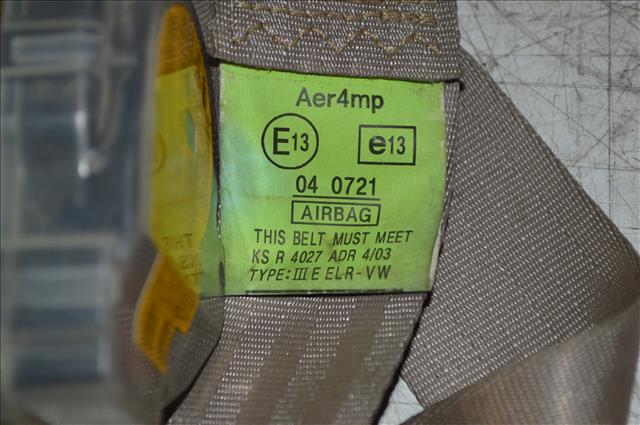 Aer4mp
E13 e13
04 0721
AIRBAG
THIS BELT MUST MEET
KS R 4027 ADR 4/03
TYPE: III E ELR-VW